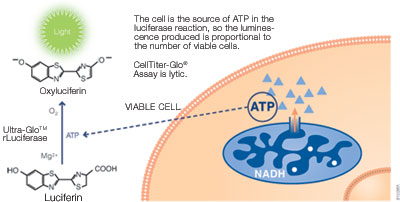 Light
The cell is the source of ATP in the
luciferase reaction, so the lumines-
cence produced is proportional to
the number of viable cells.
CellTiter-Glo®
Assay is lytic.
⁻O
O⁻
N
S
N
S
Oxyluciferin
VIABLE CELL
ATP
O₂
Ultra-Glo™
rLuciferase
ATP
Mg²⁺
NADH
HO
N
S
N
S
COOH
Luciferin